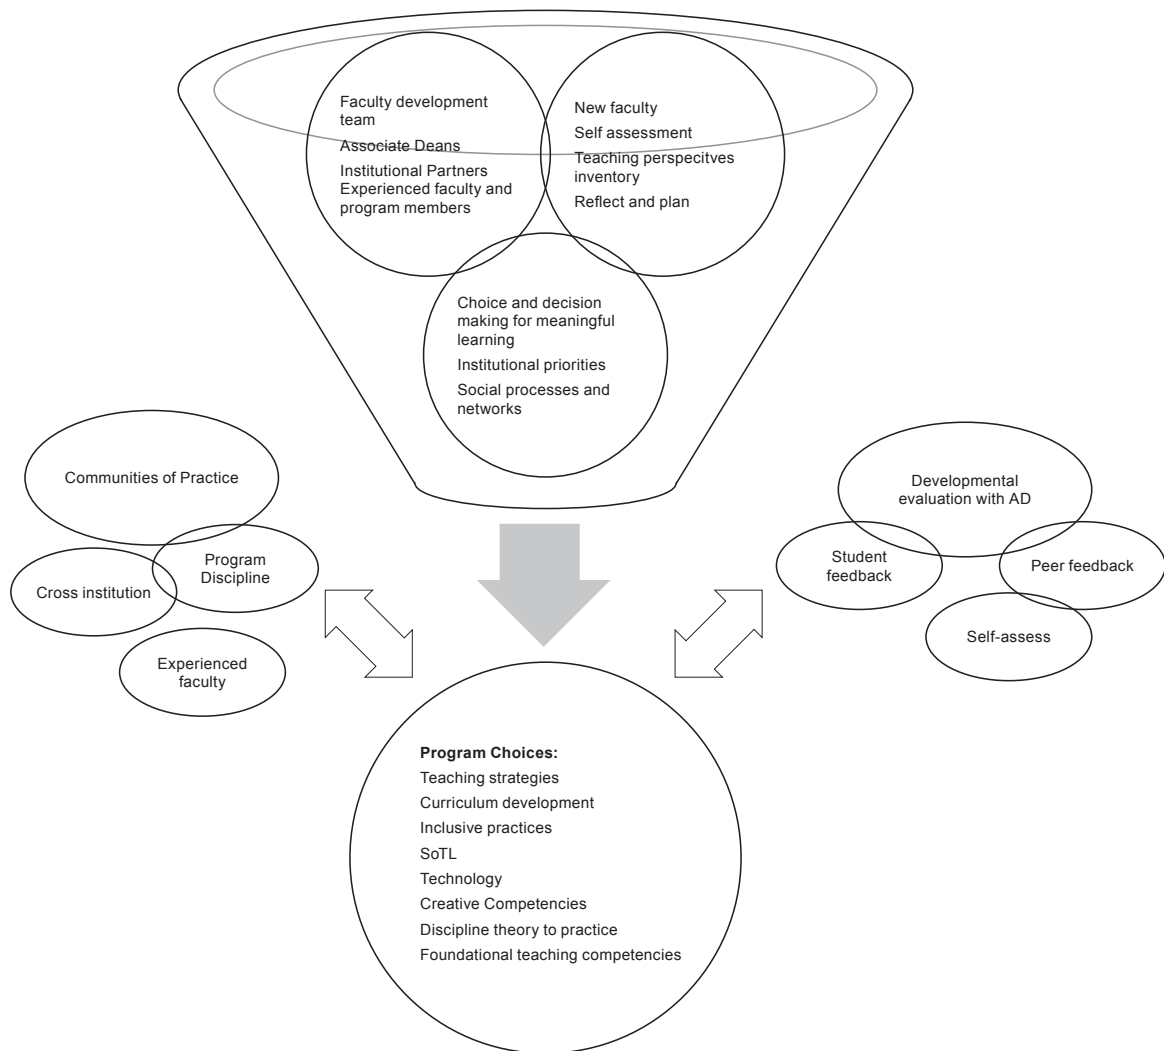 Faculty development
team
Associate Deans
Institutional Partners
Experienced faculty and
program members
New faculty
Self assessment
Teaching perspecitves
inventory
Reflect and plan
Choice and decision
making for meaningful
learning
Institutional priorities
Social processes and
networks
Communities of Practice
Program
Discipline
Cross institution
Experienced
faculty
Developmental
evaluation with AD
Student
feedback
Peer feedback
Self-assess
Program Choices:
Teaching strategies
Curriculum development
Inclusive practices
SoTL
Technology
Creative Competencies
Discipline theory to practice
Foundational teaching competencies